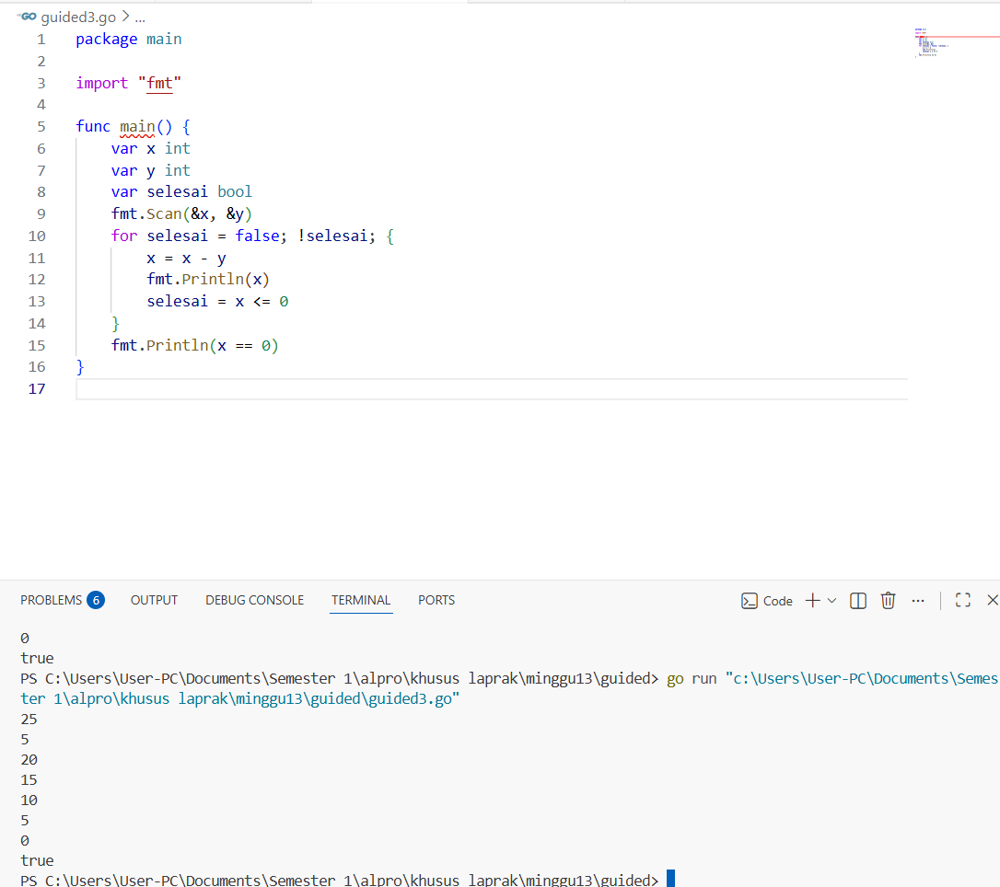 GO guided3.go > ...
1 package main
2
3 import "fmt"
4
5 func main() {
6 var x int
7 var y int
8 var selesai bool
9 fmt.Scan(&x, &y)
10 for selesai = false; !selesai; {
11 x = x - y
12 fmt.Println(x)
13 selesai = x <= 0
14 }
15 fmt.Println(x == 0)
16 }
17
PROBLEMS 6 OUTPUT DEBUG CONSOLE TERMINAL PORTS Code
0
true
PS C:\Users\User-PC\Documents\Semester 1\alpro\khusus laprak\minggu13\guided> go run "c:\Users\User-PC\Documents\Semes
ter 1\alpro\khusus laprak\minggu13\guided\guided3.go"
25
5
20
15
10
5
0
true
PS C:\Users\User-PC\Documents\Semester 1\alpro\khusus laprak\minggu13\guided>